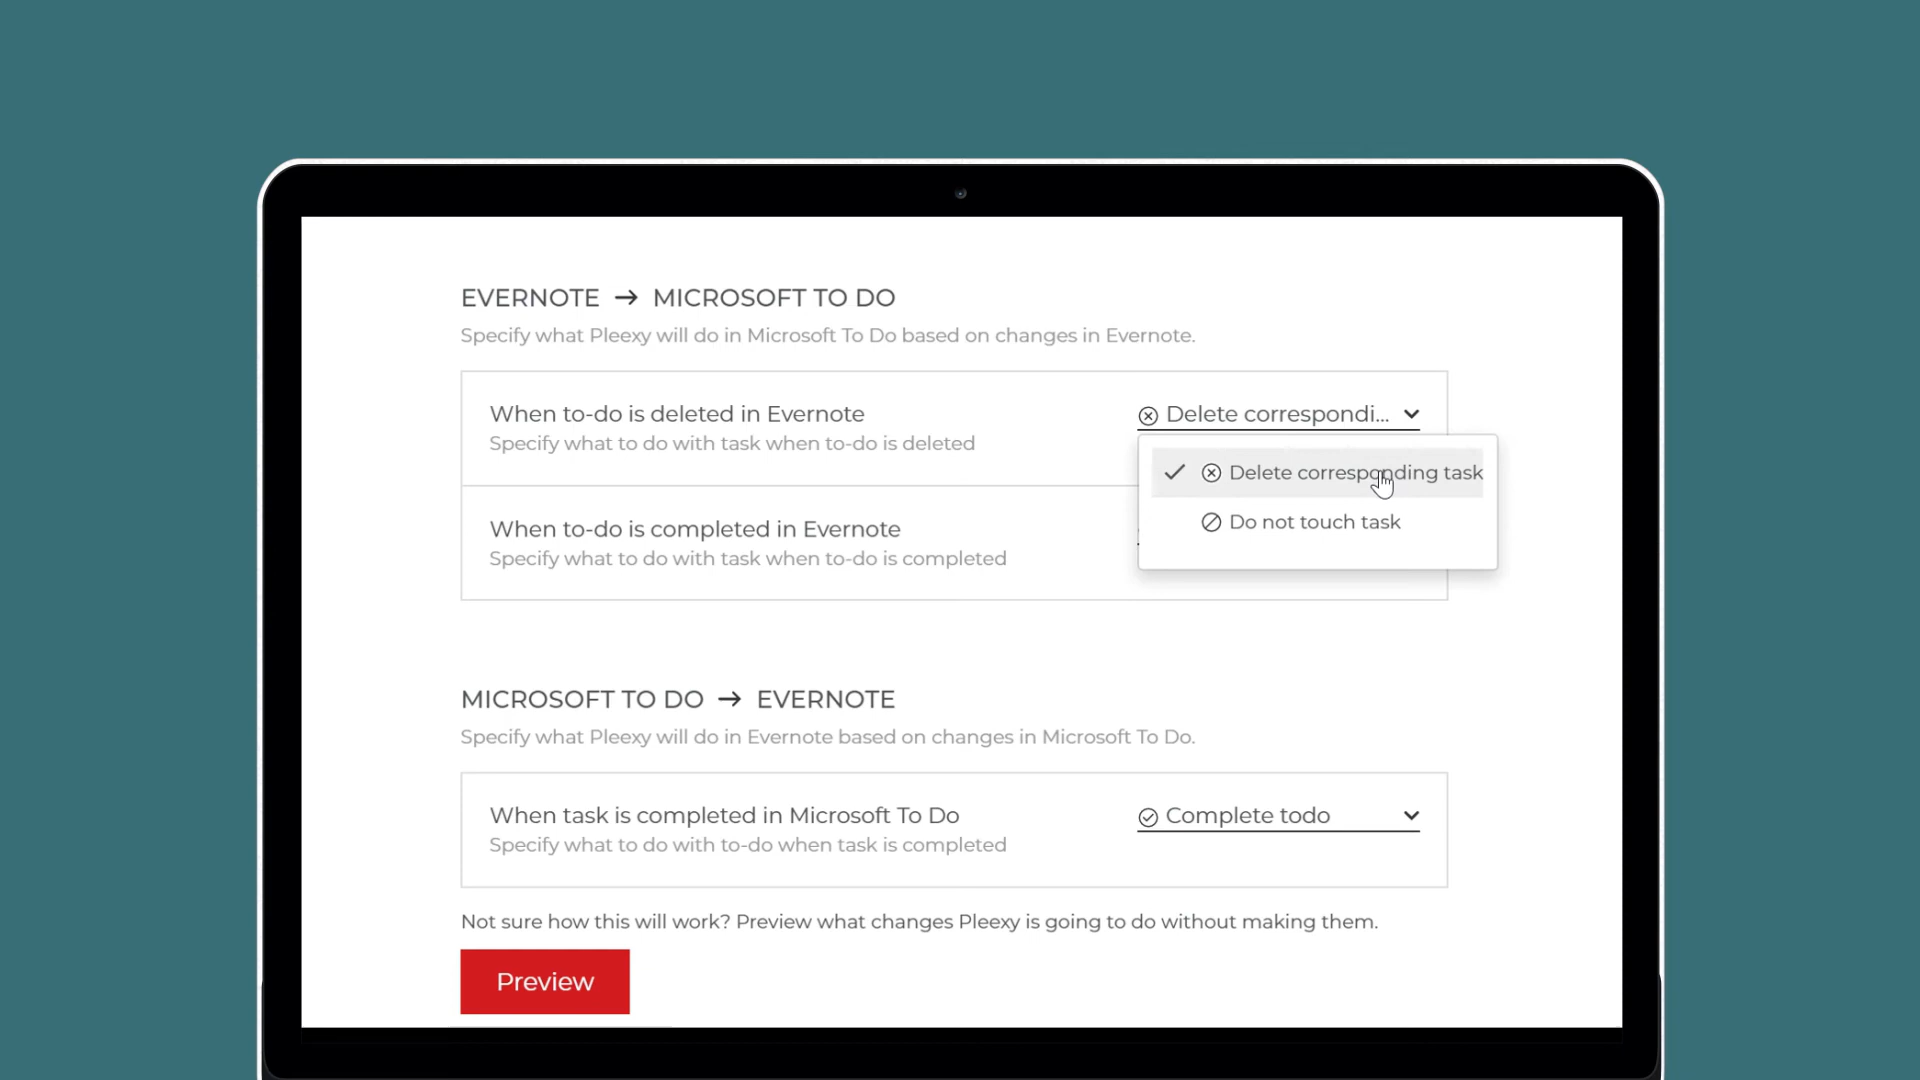 EVERNOTE → MICROSOFT TO DO
Specify what Pleexy will do in Microsoft To Do based on changes in Evernote.
When to-do is deleted in Evernote
Delete correspondi...
Specify what to do with task when to-do is deleted
Delete corresponding task
Do not touch task
When to-do is completed in Evernote
Specify what to do with task when to-do is completed
MICROSOFT TO DO → EVERNOTE
Specify what Pleexy will do in Evernote based on changes in Microsoft To Do.
When task is completed in Microsoft To Do
Complete todo
Specify what to do with to-do when task is completed
Not sure how this will work? Preview what changes Pleexy is going to do without making them.
Preview